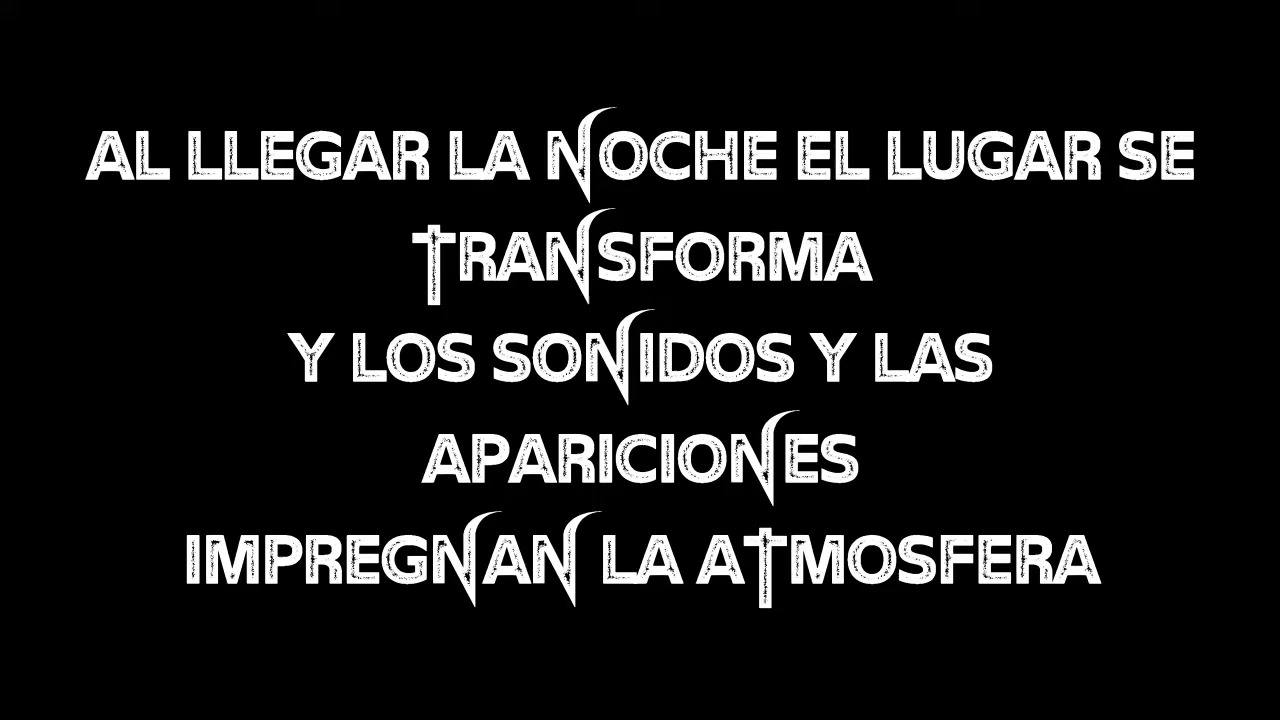 AL LLEGAR LA NOCHE EL LUGAR SE
TRANSFORMA
Y LOS SONIDOS Y LAS
APARICIONES
IMPREGNAN LA ATMOSFERA